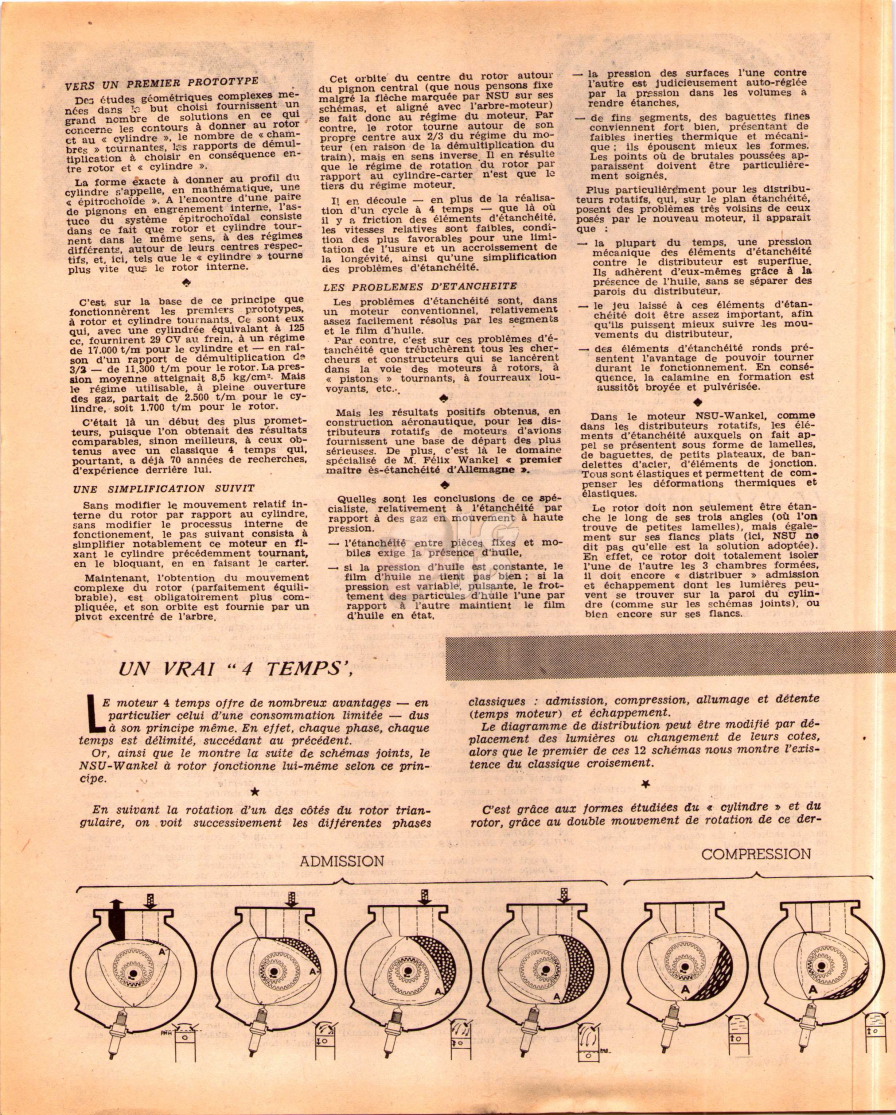 VERS UN PREMIER PROTOTYPE
Des études géométriques complexes me-
nées dans le but choisi fournissent un
grand nombre de solutions en ce qui
concerne les contours à donner au rotor
et au « cylindre », le nombre de « cham-
bres » tournantes, les rapports de démul-
tiplication à choisir en conséquence en-
tre rotor et « cylindre ».
La forme exacte à donner au profil du
cylindre s'appelle, en mathématique, une
« épitrochoïde ». A l'encontre d'une paire
de pignons en engrenement interne, l'as-
tuce du système épitrochoïdal consiste
dans ce fait que rotor et cylindre tour-
nent dans le même sens, à des régimes
différents, autour de leurs centres respec-
tifs, et, ici, tels que le « cylindre » tourne
plus vite que le rotor interne.
C'est sur la base de ce principe que
fonctionnèrent les premiers prototypes,
à rotor et cylindre tournants. Ce sont eux
qui, avec une cylindrée équivalant à 125
cc, fournirent 29 CV au frein, à un régime
de 17.000 t/m pour le cylindre et — en rai-
son d'un rapport de démultiplication de
3/2 — de 11,300 t/m pour le rotor. La pres-
sion moyenne atteignait 8,5 kg/cm². Mais
le régime utilisable, à pleine ouverture
des gaz, partait de 2.500 t/m pour le cy-
lindre, soit 1.700 t/m pour le rotor.
C'était là un début des plus promet-
teurs, puisque l'on obtenait des résultats
comparables, sinon meilleurs, à ceux ob-
tenus avec un classique 4 temps qui,
pourtant, a déjà 70 années de recherches,
d'expérience derrière lui.
UNE SIMPLIFICATION SUIVIT
Sans modifier le mouvement relatif in-
terne du rotor par rapport au cylindre,
sans modifier le processus interne de
fonctionement, le pas suivant consista à
simplifier notablement ce moteur en fi-
xant le cylindre précédemment tournant,
en le bloquant, en en faisant le carter.
Maintenant, l'obtention du mouvement
complexe du rotor (parfaitement équili-
brable), est obligatoirement plus com-
pliquée, et son orbite est fournie par un
pivot excentré de l'arbre.
Cet orbite du centre du rotor autour
du pignon central (que nous pensons fixe
malgré la flèche marquée par NSU sur ses
schémas, et aligné avec l'arbre-moteur)
se fait donc au régime du moteur. Par
contre, le rotor tourne autour de son
propre centre aux 2/3 du régime du mo-
teur (en raison de la démultiplication du
train), mais en sens inverse. Il en résulte
que le régime de rotation du rotor par
rapport au cylindre-carter n'est que le
tiers du régime moteur.
Il en découle — en plus de la réalisa-
tion d'un cycle à 4 temps — que là où
il y a friction des éléments d'étanchéité,
les vitesses relatives sont faibles, condi-
tion des plus favorables pour une limi-
tation de l'usure et un accroissement de
la longévité, ainsi qu'une simplification
des problèmes d'étanchéité.
LES PROBLEMES D'ETANCHEITE
Les problèmes d'étanchéité sont, dans
un moteur conventionnel, relativement
assez facilement résolus par les segments
et le film d'huile.
Par contre, c'est sur ces problèmes d'é-
tanchéité que trébuchèrent tous les cher-
cheurs et constructeurs qui se lancèrent
dans la voie des moteurs à rotors, à
« pistons » tournants, à fourreaux lou-
voyants, etc...
Mais les résultats positifs obtenus, en
construction aéronautique, pour les dis-
tributeurs rotatifs de moteurs d'avions
fournissent une base de départ des plus
sérieuses. De plus, c'est là le domaine
spécialisé de M. Félix Wankel « premier
maître ès-étanchéité d'Allemagne ».
Quelles sont les conclusions de ce spé-
cialiste, relativement à l'étanchéité par
rapport à des gaz en mouvement à haute
pression.
— l'étanchéité entre pièces fixes et mo-
biles exige la présence d'huile,
— si la pression d'huile est constante, le
film d'huile ne tient pas bien ; si la
pression est variable, pulsante, le frot-
tement des particules d'huile l'une par
rapport à l'autre maintient le film
d'huile en état.
— la pression des surfaces l'une contre
l'autre est judicieusement auto-réglée
par la pression dans les volumes à
rendre étanches,
— de fins segments, des baguettes fines
conviennent fort bien, présentant de
faibles inerties thermique et mécani-
que ; ils épousent mieux les formes.
Les points où de brutales poussées ap-
paraissent doivent être particulière-
ment soignés.
Plus particulièrement pour les distribu-
teurs rotatifs, qui, sur le plan étanchéité,
posent des problèmes très voisins de ceux
posés par le nouveau moteur, il apparait
que :
— la plupart du temps, une pression
mécanique des éléments d'étanchéité
contre le distributeur est superflue.
Ils adhèrent d'eux-mêmes grâce à la
présence de l'huile, sans se séparer des
parois du distributeur,
— le jeu laissé à ces éléments d'étan-
chéité doit être assez important, afin
qu'ils puissent mieux suivre les mou-
vements du distributeur,
— des éléments d'étanchéité ronds pré-
sentent l'avantage de pouvoir tourner
durant le fonctionnement. En consé-
quence, la calamine en formation est
aussitôt broyée et pulvérisée.
Dans le moteur NSU-Wankel, comme
dans les distributeurs rotatifs, les élé-
ments d'étanchéité auxquels on fait ap-
pel se présentent sous forme de lamelles,
de baguettes, de petits plateaux, de ban-
delettes d'acier, d'éléments de jonction.
Tous sont élastiques et permettent de com-
penser les déformations thermiques et
élastiques.
Le rotor doit non seulement être étan-
che le long de ses trois angles (où l'on
trouve de petites lamelles), mais égale-
ment sur ses flancs plats (ici, NSU ne
dit pas qu'elle est la solution adoptée).
En effet, ce rotor doit totalement isoler
l'une de l'autre les 3 chambres formées,
il doit encore « distribuer » admission
et échappement dont les lumières peu-
vent se trouver sur la paroi du cylin-
dre (comme sur les schémas joints), ou
bien encore sur ses flancs.
UN VRAI “ 4 TEMPS',
LE moteur 4 temps offre de nombreux avantages — en
particulier celui d'une consommation limitée — dus
à son principe même. En effet, chaque phase, chaque
temps est délimité, succédant au précédent.
Or, ainsi que le montre la suite de schémas joints, le
NSU-Wankel à rotor fonctionne lui-même selon ce prin-
cipe.
En suivant la rotation d'un des côtés du rotor trian-
gulaire, on voit successivement les différentes phases
classiques : admission, compression, allumage et détente
(temps moteur) et échappement.
Le diagramme de distribution peut être modifié par dé-
placement des lumières ou changement de leurs cotes,
alors que le premier de ces 12 schémas nous montre l'exis-
tence du classique croisement.
C'est grâce aux formes étudiées du « cylindre » et du
rotor, grâce au double mouvement de rotation de ce der-
ADMISSION
COMPRESSION
A
A
A
A
A
A